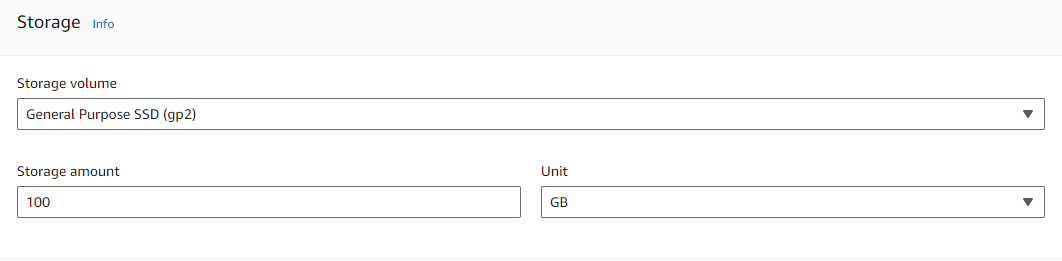 Storage Info
Storage volume
General Purpose SSD (gp2)
Storage amount
Unit
100
GB